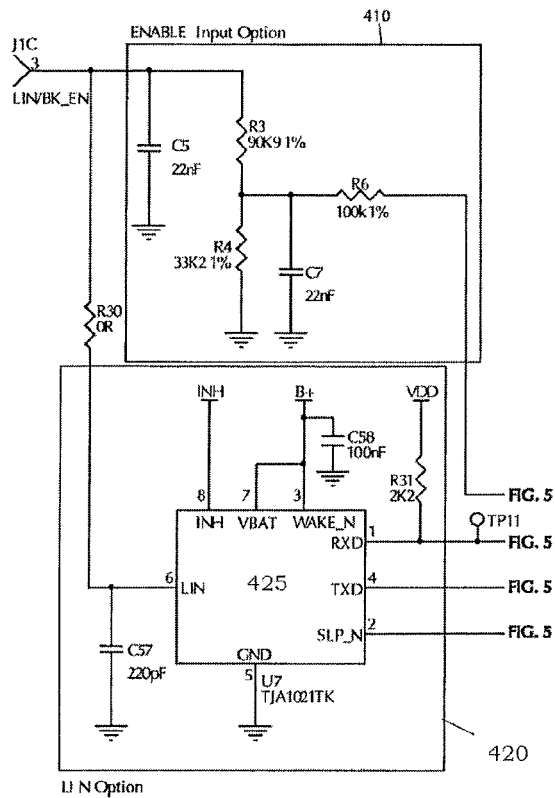 410
ENABLE Input Option
J1C
3
LIN/BK_EN
R3
90K9 1%
C5
22nF
R6
100k 1%
R4
33K2 1%
C7
22nF
R30
0R
INH
B+
VDD
C58
100nF
R31
2K2
FIG. 5
TP11
8
7
3
INH
VBAT
WAKE_N
1
RXD
FIG. 5
6
LIN
425
TXD
4
FIG. 5
SLP_N
2
FIG. 5
C57
220pF
GND
5
U7
TJA1021TK
420
LIN Option